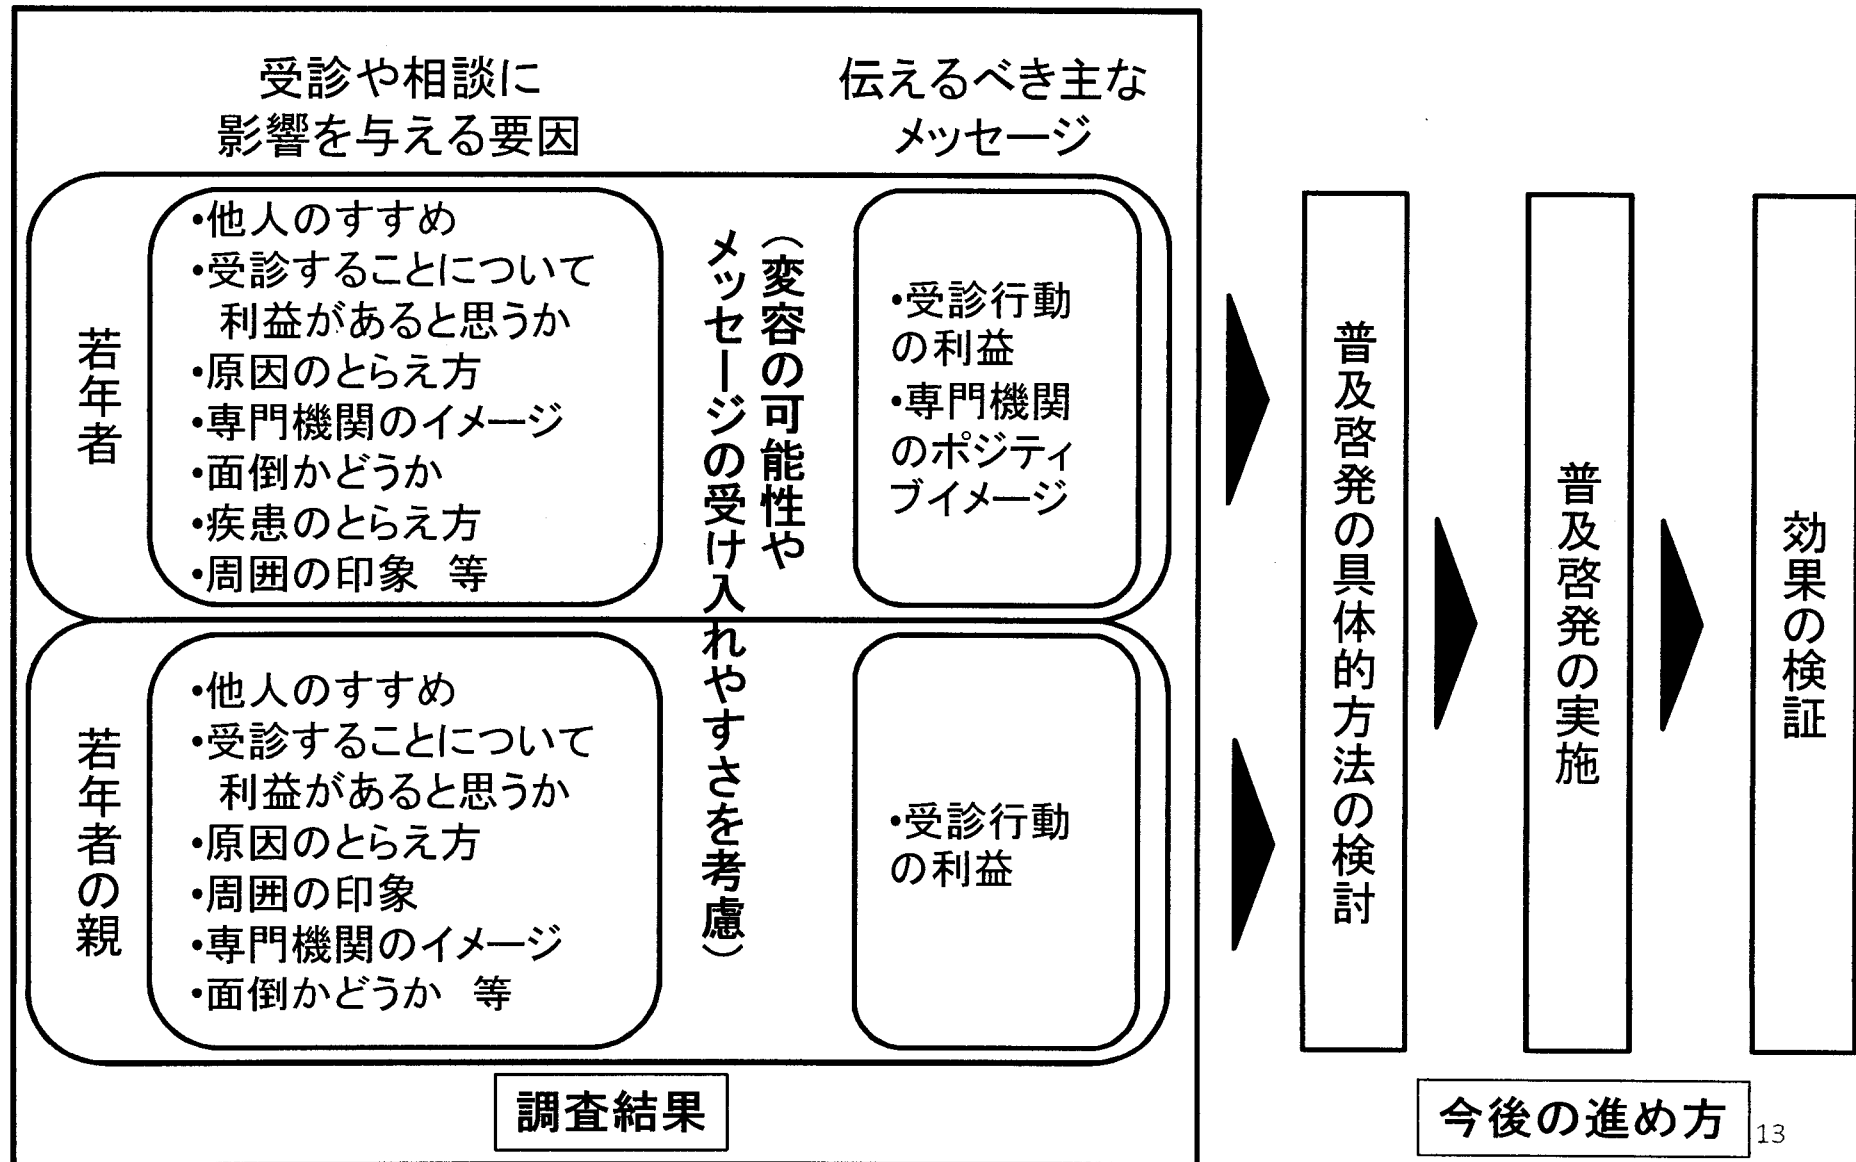 受診や相談に
影響を与える要因
伝えるべき主な
メッセージ
若年者
•他人のすすめ
•受診することについて
利益があると思うか
•原因のとらえ方
•専門機関のイメージ
•面倒かどうか
•疾患のとらえ方
•周囲の印象 等
(変容の可能性や
メッセージの受け入れやすさを考慮)
•受診行動
の利益
•専門機関
のポジティ
ブイメージ
若年者の親
•他人のすすめ
•受診することについて
利益があると思うか
•原因のとらえ方
•周囲の印象
•専門機関のイメージ
•面倒かどうか 等
•受診行動
の利益
調査結果
普及啓発の具体的方法の検討
普及啓発の実施
効果の検証
今後の進め方
13